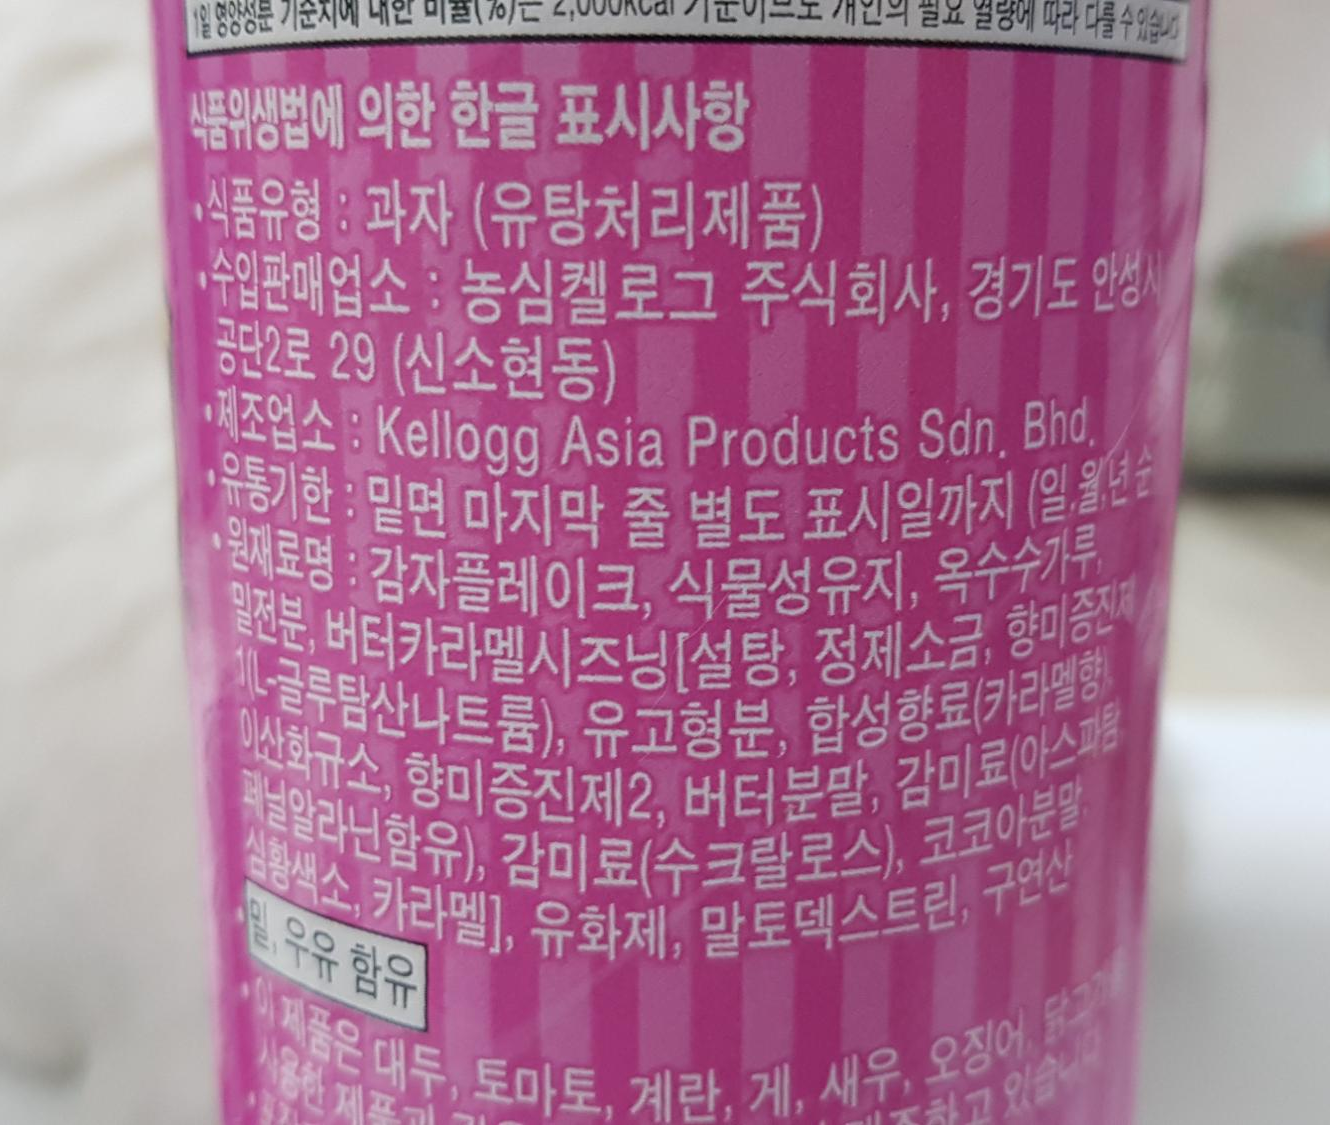 1일 영양성분 기준치에 대한 비율(%)은 2,000kcal 기준이므로 개인의 필요 열량에 따라 다를 수 있습니다
식품위생법에 의한 한글 표시사항
·식품유형 : 과자 (유탕처리제품)
·수입판매업소 : 농심켈로그 주식회사, 경기도 안성시
공단2로 29 (신소현동)
·제조업소 : Kellogg Asia Products Sdn. Bhd.
·유통기한 : 밑면 마지막 줄 별도 표시일까지 (일,월,년 순
·원재료명 : 감자플레이크, 식물성유지, 옥수수가루,
밀전분, 버터카라멜시즈닝[설탕, 정제소금, 향미증진제
1(L-글루탐산나트륨), 유고형분, 합성향료(카라멜향),
이산화규소, 향미증진제2, 버터분말, 감미료(아스파탐,
페닐알라닌함유), 감미료(수크랄로스), 코코아분말,
심황색소, 카라멜], 유화제, 말토덱스트린, 구연산
밀, 우유 함유
·이 제품은 대두, 토마토, 계란, 게, 새우, 오징어, 닭고기를
사용한 제품과 같은 제조하고 있습니다